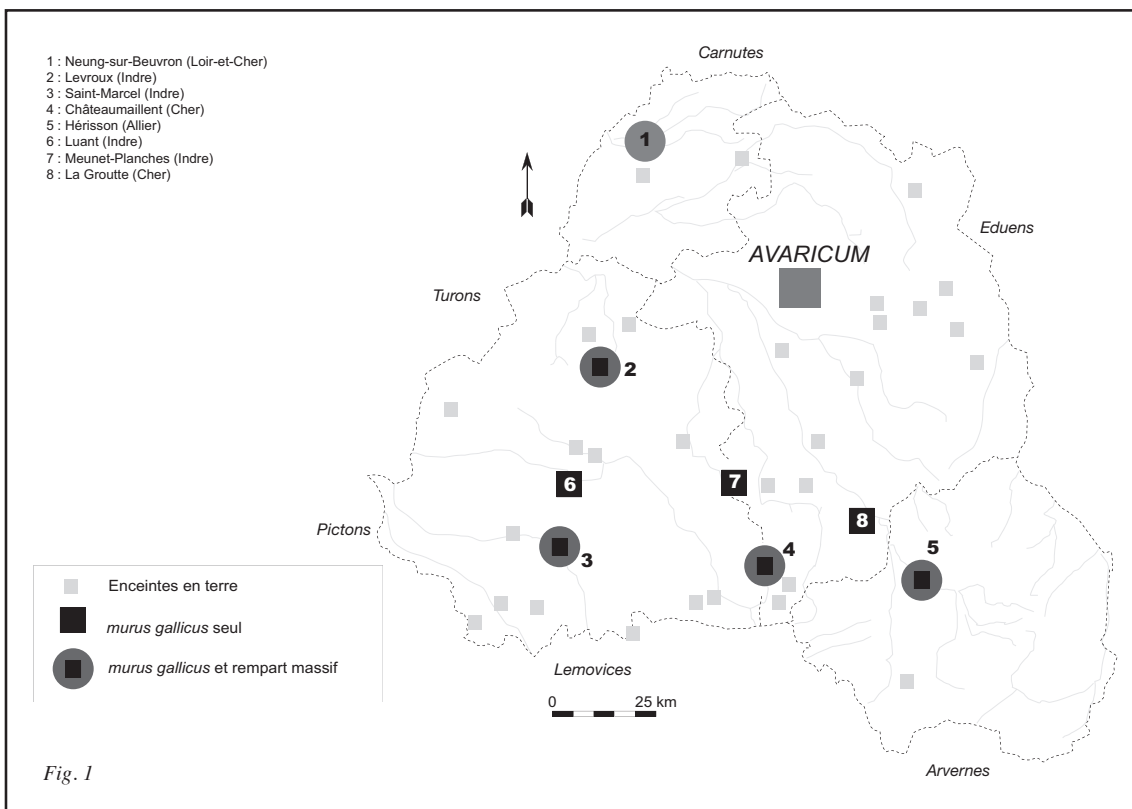 1 : Neung-sur-Beuvron (Loir-et-Cher)
2 : Levroux (Indre)
3 : Saint-Marcel (Indre)
4 : Châteaumaillent (Cher)
5 : Hérisson (Allier)
6 : Luant (Indre)
7 : Meunet-Planches (Indre)
8 : La Groutte (Cher)
Carnutes
1
Eduens
AVARICUM
Turons
2
6
7
8
Pictons
3
4
5
Enceintes en terre
murus gallicus seul
murus gallicus et rempart massif
Lemovices
0 25 km
Arvernes
Fig. 1